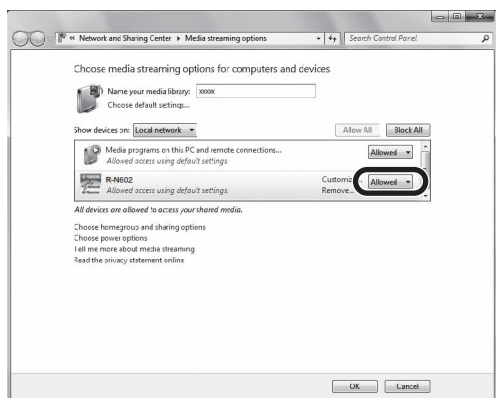 « Network and Sharing Center ▸ Media streaming options
Search Control Panel
Choose media streaming options for computers and devices
Name your media library: xxxxx
Choose default settings...
Show devices on: Local network
Allow All
Block All
Media programs on this PC and remote connections...
Allowed access using default settings.
Allowed
R-N602
Allowed access using default settings.
Customize...
Remove...
Allowed
All devices are allowed to access your shared media.
Choose homegroup and sharing options
Choose power options
Tell me more about media streaming
Read the privacy statement online
OK
Cancel